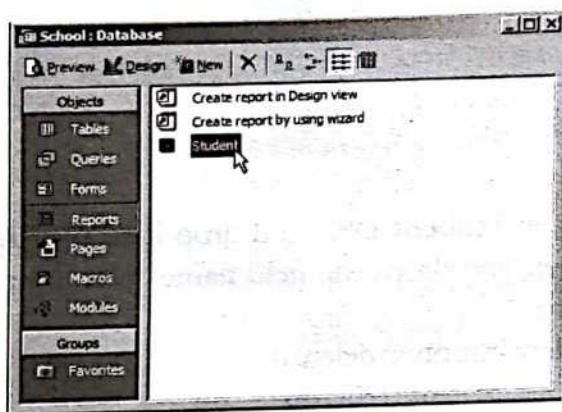 School : Database
Preview Design New
Objects
Tables
Queries
Forms
Reports
Pages
Macros
Modules
Groups
Favorites
Create report in Design view
Create report by using wizard
Student